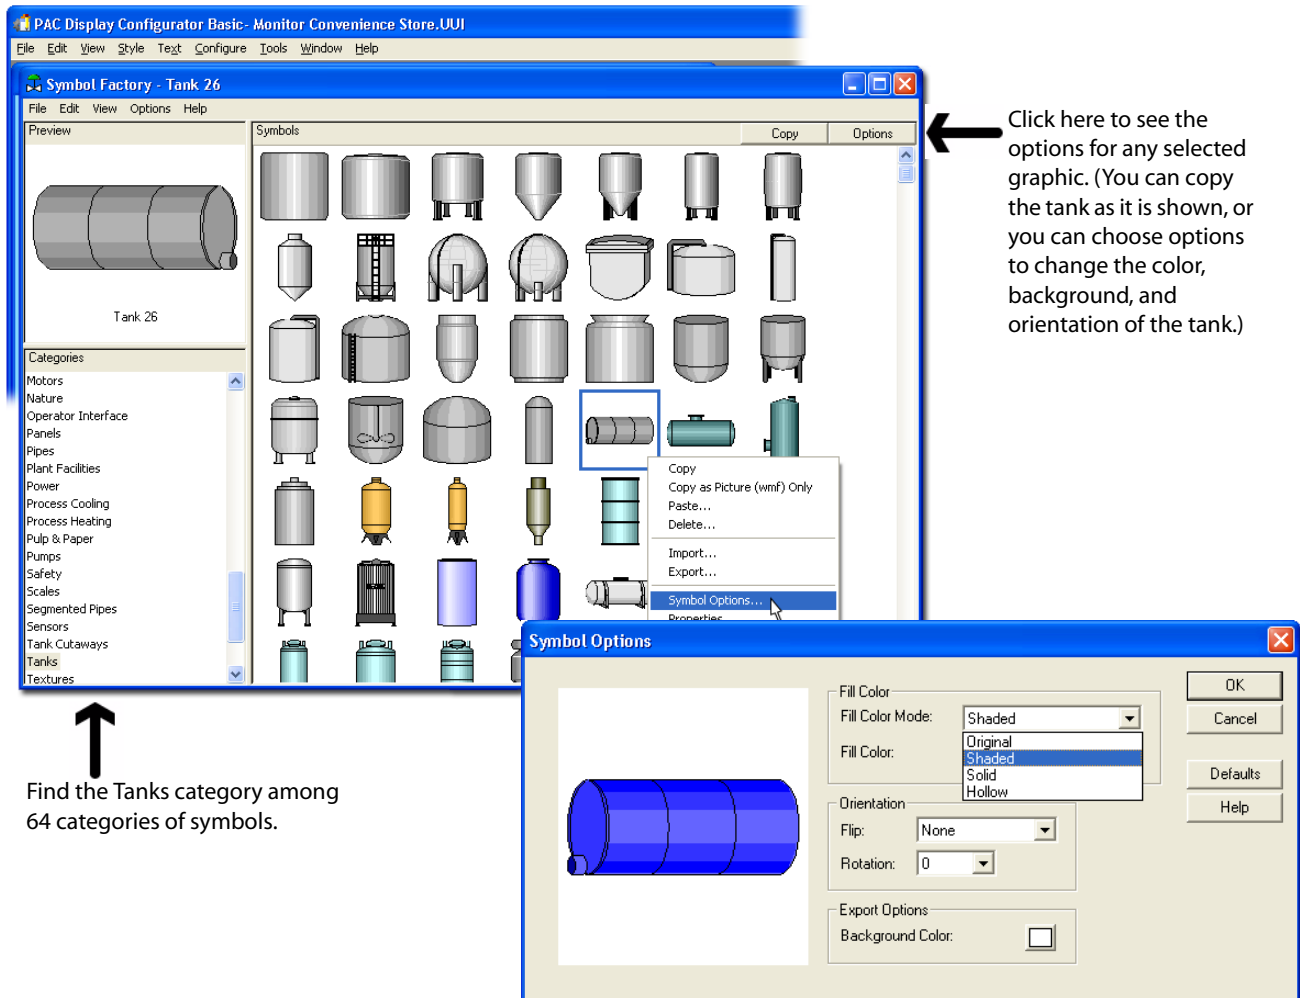 PAC Display Configurator Basic- Monitor Convenience Store.UUI
File Edit View Style Text Configure Tools Window Help
Symbol Factory - Tank 26
File Edit View Options Help
Preview
Symbols
Copy
Options
Tank 26
Categories
Motors
Nature
Operator Interface
Panels
Pipes
Plant Facilities
Power
Process Cooling
Process Heating
Pulp & Paper
Pumps
Safety
Scales
Segmented Pipes
Sensors
Tank Cutaways
Tanks
Textures
Copy
Copy as Picture (wmf) Only
Paste...
Delete...
Import...
Export...
Symbol Options...
Properties
Click here to see the
options for any selected
graphic. (You can copy
the tank as it is shown, or
you can choose options
to change the color,
background, and
orientation of the tank.)
Find the Tanks category among
64 categories of symbols.
Symbol Options
Fill Color
Fill Color Mode: Shaded
Original
Shaded
Solid
Hollow
Fill Color:
Orientation
Flip: None
Rotation: 0
Export Options
Background Color:
OK
Cancel
Defaults
Help